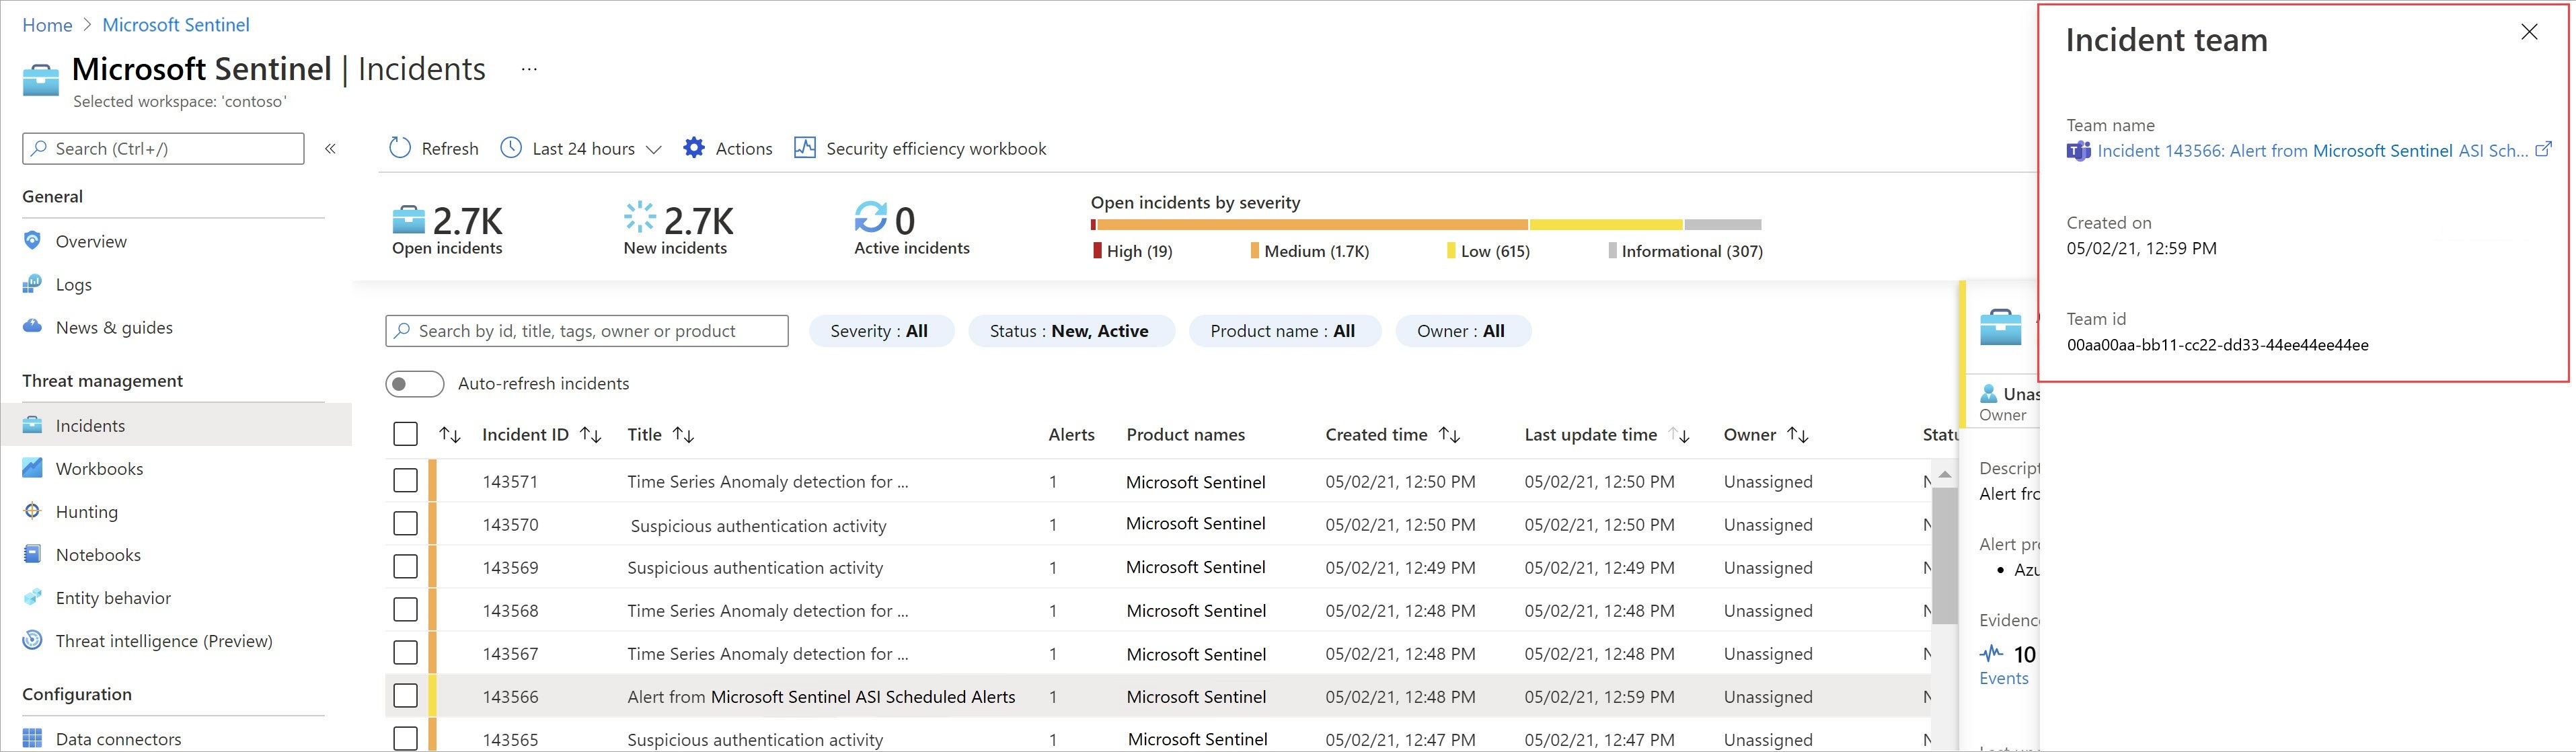 Home > Microsoft Sentinel
Microsoft Sentinel | Incidents ...
Selected workspace: 'contoso'
Search (Ctrl+/) «
General
Overview
Logs
News & guides
Threat management
Incidents
Workbooks
Hunting
Notebooks
Entity behavior
Threat intelligence (Preview)
Configuration
Data connectors
Refresh Last 24 hours Actions Security efficiency workbook
2.7K
Open incidents
2.7K
New incidents
0
Active incidents
Open incidents by severity
High (19) Medium (1.7K) Low (615) Informational (307)
Search by id, title, tags, owner or product Severity : All Status : New, Active Product name : All Owner : All
Auto-refresh incidents
Incident ID Title Alerts Product names Created time Last update time Owner Statu
143571 Time Series Anomaly detection for ... 1 Microsoft Sentinel 05/02/21, 12:50 PM 05/02/21, 12:50 PM Unassigned N
143570 Suspicious authentication activity 1 Microsoft Sentinel 05/02/21, 12:50 PM 05/02/21, 12:50 PM Unassigned N
143569 Suspicious authentication activity 1 Microsoft Sentinel 05/02/21, 12:49 PM 05/02/21, 12:49 PM Unassigned N
143568 Time Series Anomaly detection for ... 1 Microsoft Sentinel 05/02/21, 12:48 PM 05/02/21, 12:48 PM Unassigned N
143567 Time Series Anomaly detection for ... 1 Microsoft Sentinel 05/02/21, 12:48 PM 05/02/21, 12:48 PM Unassigned N
143566 Alert from Microsoft Sentinel ASI Scheduled Alerts 1 Microsoft Sentinel 05/02/21, 12:48 PM 05/02/21, 12:59 PM Unassigned N
143565 Suspicious authentication activity 1 Microsoft Sentinel 05/02/21, 12:47 PM 05/02/21, 12:47 PM Unassigned N
Unas
Owner
Descript
Alert fro
Alert pro
• Azu
Evidenc
10
Events
Incident team
Team name
Incident 143566: Alert from Microsoft Sentinel ASI Sch...
Created on
05/02/21, 12:59 PM
Team id
00aa00aa-bb11-cc22-dd33-44ee44ee44ee